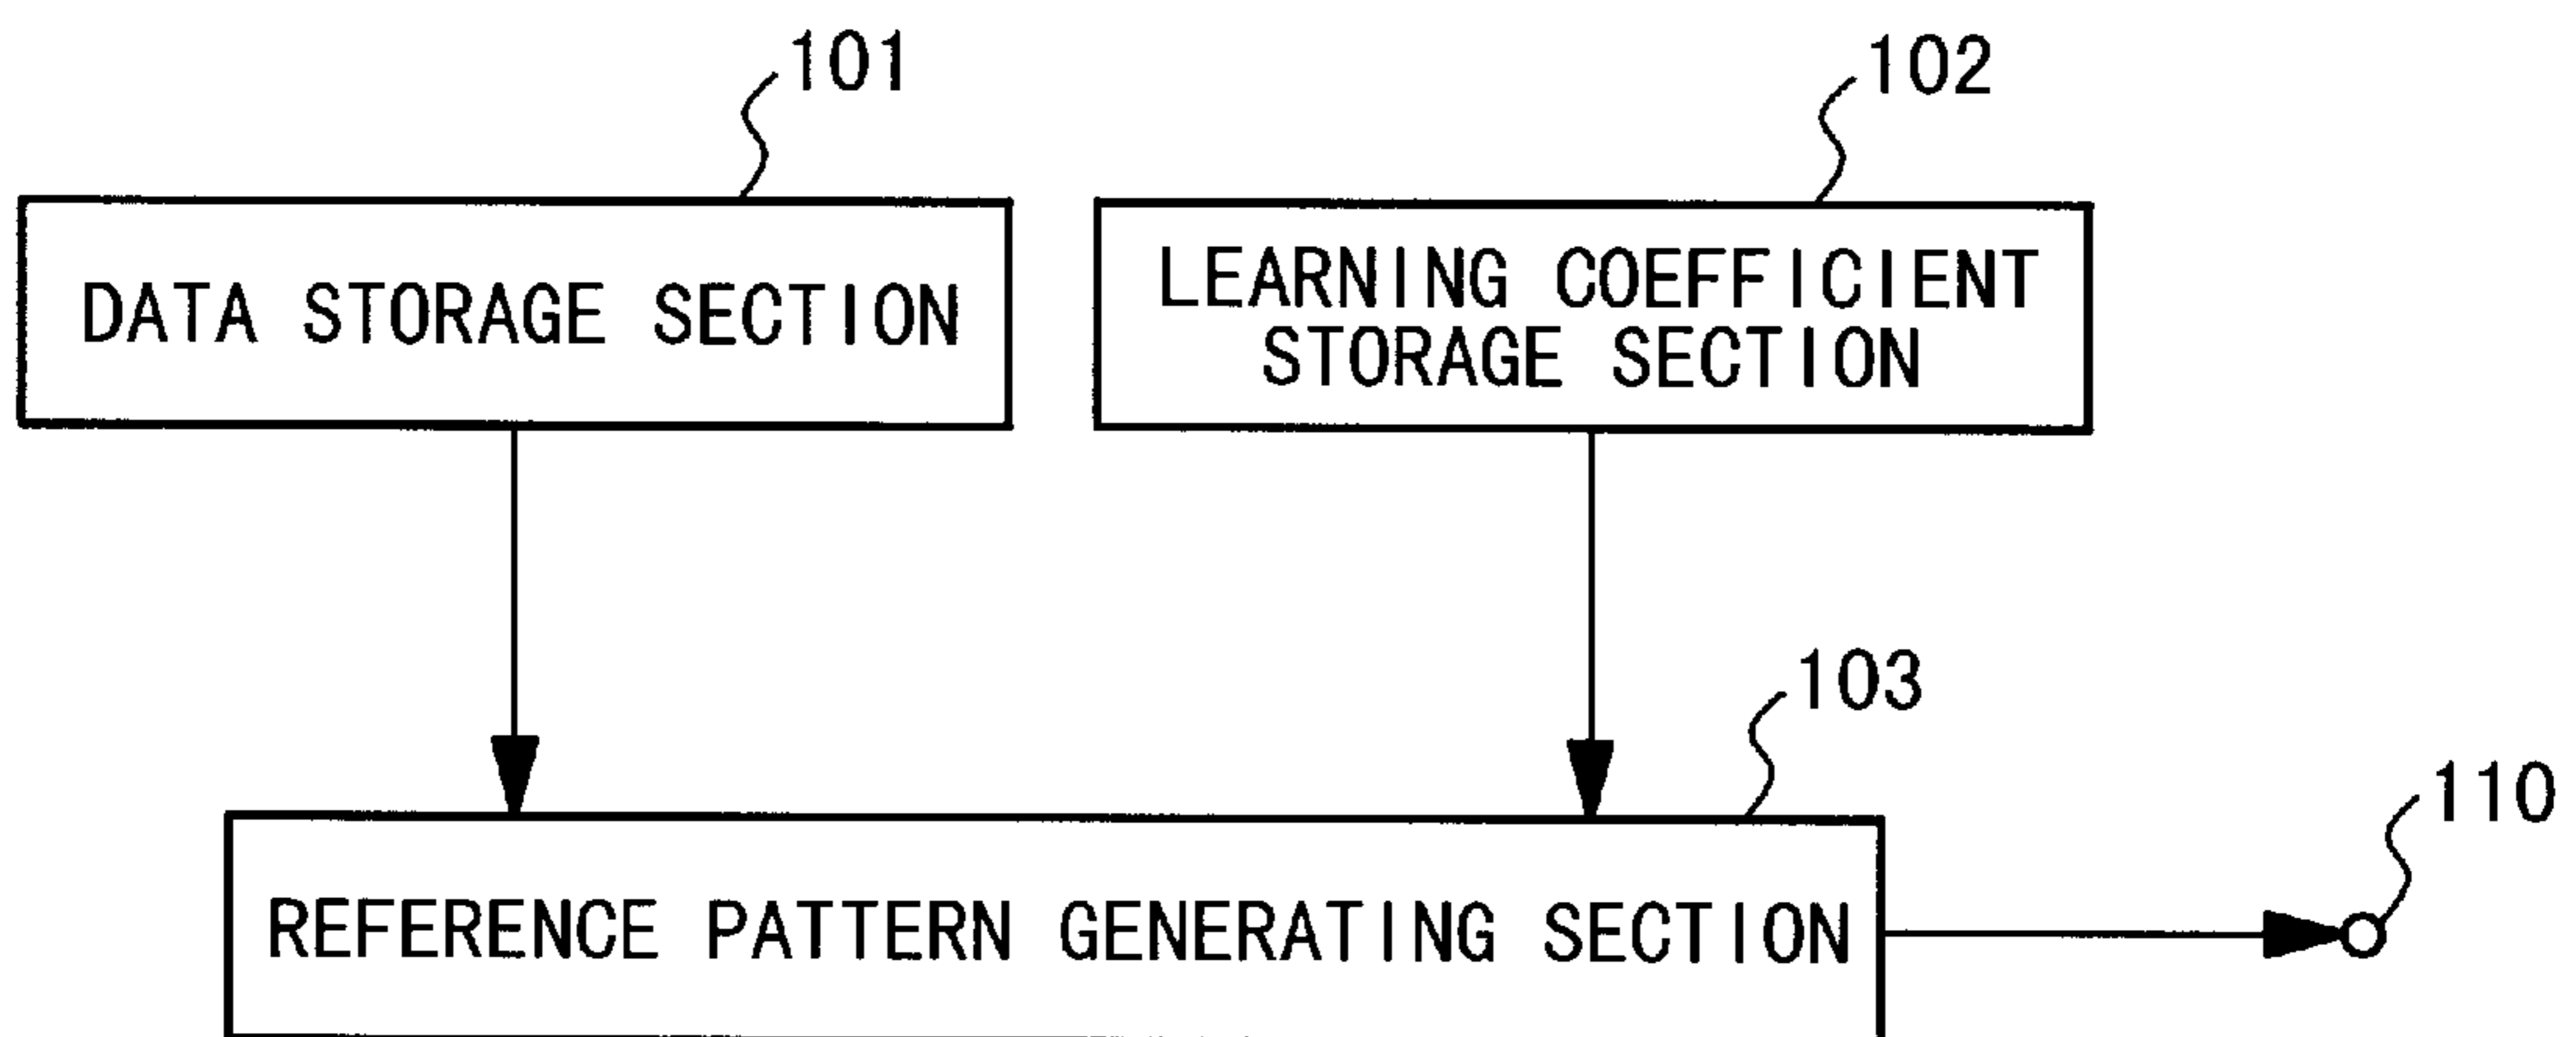 101
102
DATA STORAGE SECTION
LEARNING COEFFICIENT
STORAGE SECTION
103
110
REFERENCE PATTERN GENERATING SECTION